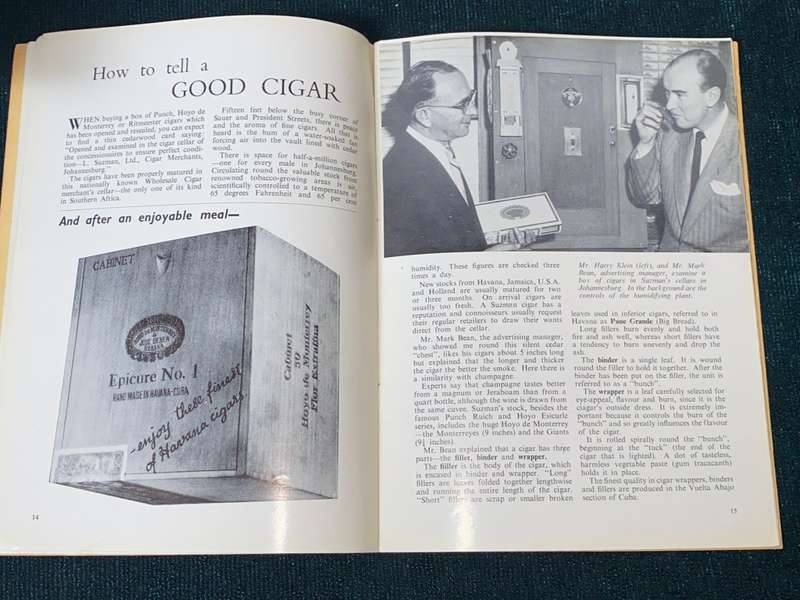 How to tell a
GOOD CIGAR
WHEN buying a box of Punch, Hoyo de
Monterrey or Ritmeester cigars which
has been opened and resealed, you can expect
to find a thin cedarwood card saying
"Opened and examined in the cigar cellar of
the concessionaires to ensure perfect condi-
tion—L. Suzman, Ltd., Cigar Merchants,
Johannesburg."
The cigars have been properly matured in
this nationally known Wholesale Cigar
merchant's cellar—the only one of its kind
in Southern Africa.
Fifteen feet below the busy corner of
Sauer and President Streets, there is peace
and the aroma of fine cigars. All that is
heard is the hum of a water-soaked fan
forcing air into the vault lined with cedar
wood.
There is space for half-a-million cigars
—one for every male in Johannesburg.
Circulating round the valuable stock from
renowned tobacco-growing areas is air,
scientifically controlled to a temperature of
65 degrees Fahrenheit and 65 per cent
And after an enjoyable meal—
CABINET
Epicure No. 1
HAND MADE IN HAVANA-CUBA
-enjoy these finest
of Havana cigars
Cabinet
50
Hoyo de Monterrey
Flor Extrafina
14
humidity. These figures are checked three
times a day.
New stocks from Havana, Jamaica, U.S.A.
and Holland are usually matured for two
or three months. On arrival cigars are
usually too fresh. A Suzman cigar has a
reputation and connoisseurs usually request
their regular retailers to draw their wants
direct from the cellar.
Mr. Mark Bean, the advertising manager,
who showed me round this silent cedar
"chest", likes his cigars about 5 inches long
but explained that the longer and thicker
the cigar the better the smoke. Here there is
a similarity with champagne.
Experts say that champagne tastes better
from a magnum or Jeraboam than from a
quart bottle, although the wine is drawn from
the same cuvee. Suzman's stock, besides the
famous Punch Ruich and Hoyo Esicurle
series, includes the huge Hoyo de Monterrey
—the Monterreyes (9 inches) and the Giants
(9½ inches).
Mr. Bean explained that a cigar has three
parts—the filler, binder and wrapper.
The filler is the body of the cigar, which
is encased in binder and wrapper. "Long"
fillers are leaves folded together lengthwise
and running the entire length of the cigar.
"Short" fillers are scrap or smaller broken
Mr. Harry Klein (left), and Mr. Mark
Bean, advertising manager, examine a
box of cigars in Suzman's cellars in
Johannesburg. In the background are the
controls of the humidifying plant.
leaves used in inferior cigars, referred to in
Havana as Pane Grande (Big Bread).
Long fillers burn evenly and hold both
fire and ash well, whereas short fillers have
a tendency to burn unevenly and drop the
ash.
The binder is a single leaf. It is wound
round the filler to hold it together. After the
binder has been put on the filler, the unit is
referred to as a "bunch".
The wrapper is a leaf carefully selected for
eye-appeal, flavour and burn, since it is the
cigar's outside dress. It is extremely im-
portant because it controls the burn of the
"bunch" and so greatly influences the flavour
of the cigar.
It is rolled spirally round the "bunch",
beginning at the "tuck" (the end of the
cigar that is lighted). A dot of tasteless,
harmless vegetable paste (gum tracacanth)
holds it in place.
The finest quality in cigar wrappers, binders
and fillers are produced in the Vuelta Abajo
section of Cuba.
15